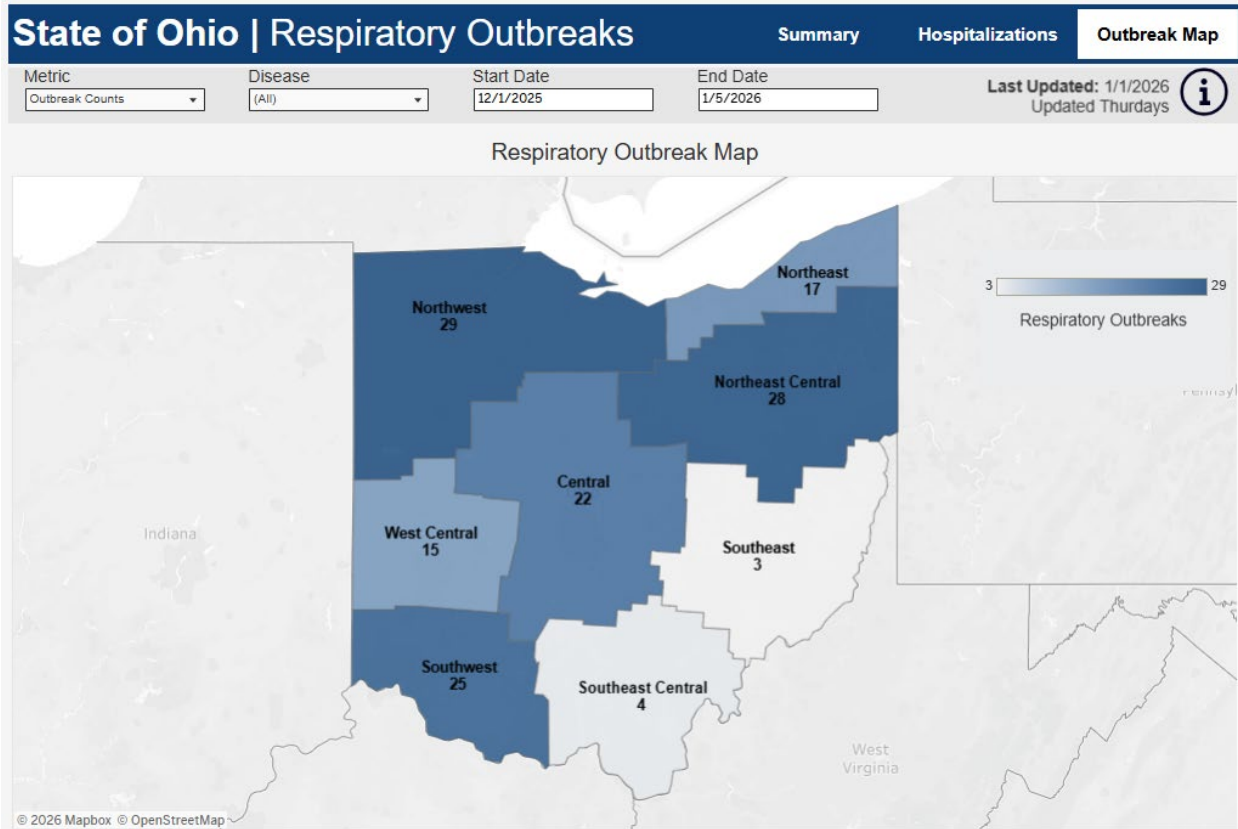 State of Ohio | Respiratory Outbreaks
Summary
Hospitalizations
Outbreak Map
Metric
Outbreak Counts
Disease
(All)
Start Date
12/1/2025
End Date
1/5/2026
Last Updated: 1/1/2026
Updated Thurdays
i
Respiratory Outbreak Map
Northeast
17
Northwest
29
3
29
Respiratory Outbreaks
Northeast Central
28
Central
22
Indiana
West Central
15
Southeast
3
Southwest
25
Southeast Central
4
West
Virginia
© 2026 Mapbox © OpenStreetMap